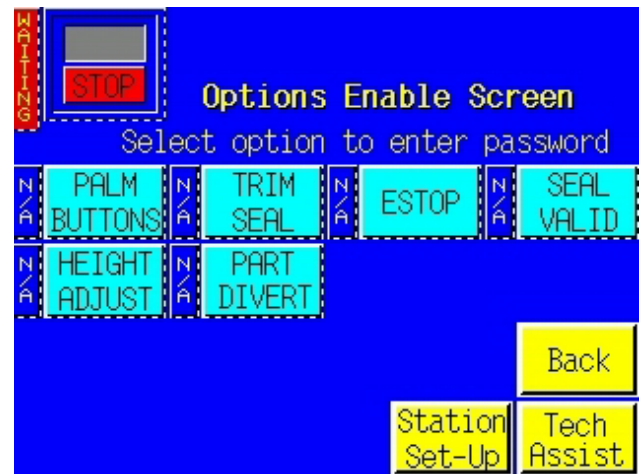 WAITING
STOP
Options Enable Screen
Select option to enter password
N/A PALM BUTTONS N/A TRIM SEAL N/A ESTOP N/A SEAL VALID
N/A HEIGHT ADJUST N/A PART DIVERT
Back
Station Set-Up Tech Assist